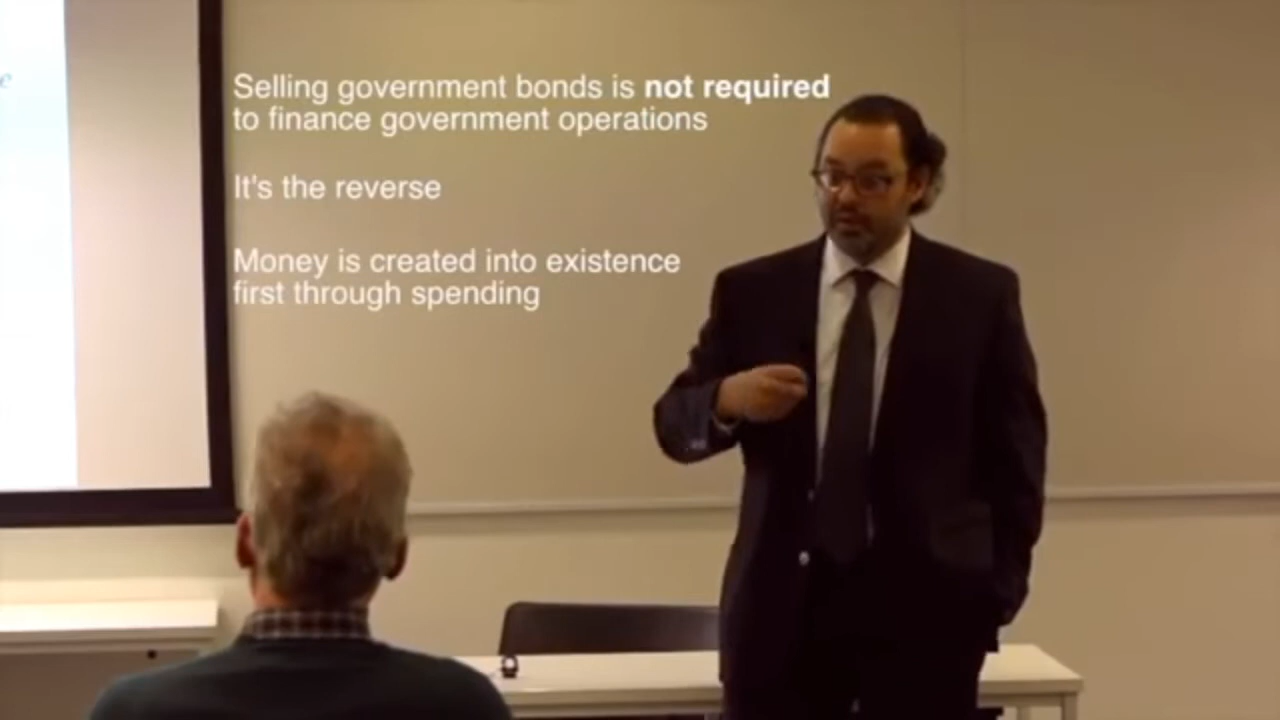 Selling government bonds is not required
to finance government operations
It's the reverse
Money is created into existence
first through spending